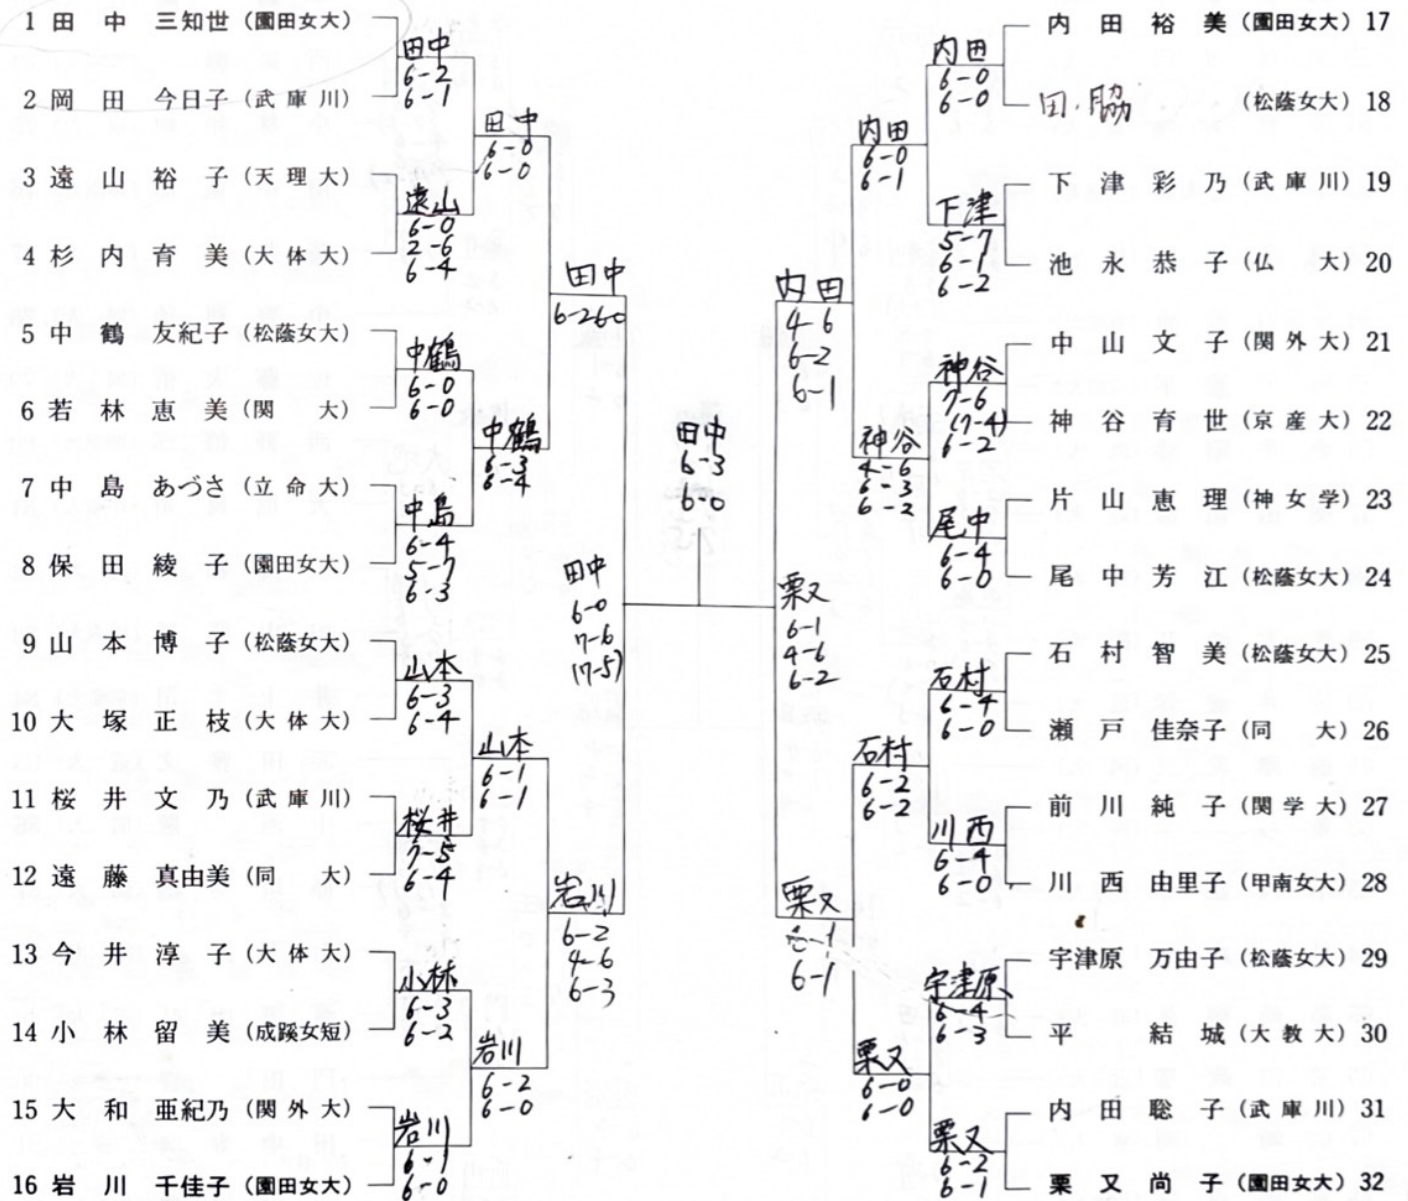 1 田中 三知世 (園田女大)
2 岡田 今日子 (武庫川)
3 遠山 裕子 (天理大)
4 杉内 育美 (大体大)
5 中鶴 友紀子 (松蔭女大)
6 若林 恵美 (関大)
7 中島 あづさ (立命大)
8 保田 綾子 (園田女大)
9 山本 博子 (松蔭女大)
10 大塚 正枝 (大体大)
11 桜井 文乃 (武庫川)
12 遠藤 真由美 (同大)
13 今井 淳子 (大体大)
14 小林 留美 (成蹊女短)
15 大和 亜紀乃 (関外大)
16 岩川 千佳子 (園田女大)
田中
6-2
6-1
遠山
6-0
2-6
6-4
中鶴
6-0
6-0
中島
6-4
5-7
6-3
山本
6-3
6-4
桜井
7-5
6-4
小林
6-3
6-2
岩川
6-1
6-0
田中
6-0
6-0
中鶴
6-3
6-4
山本
6-1
6-1
岩川
6-2
6-0
田中
6-2 6-0
岩川
6-2
4-6
6-3
田中
6-0
7-6
(7-5)
田中
6-3
6-0
栗又
6-1
4-6
6-2
内田
4-6
6-2
6-1
栗又
6-1
内田
6-0
6-1
神谷
4-6
6-3
6-2
石村
6-2
6-2
栗又
6-0
6-0
内田
6-0
6-0
下津
5-7
6-1
6-2
神谷
7-6
(7-4)
6-2
尾中
6-4
6-0
石村
6-4
6-0
川西
6-4
6-0
宇津原
6-4
6-3
栗又
6-2
6-1
内田 裕美 (園田女大) 17
田脇 (松蔭女大) 18
下津 彩乃 (武庫川) 19
池永 恭子 (仏大) 20
中山 文子 (関外大) 21
神谷 育世 (京産大) 22
片山 恵理 (神女学) 23
尾中 芳江 (松蔭女大) 24
石村 智美 (松蔭女大) 25
瀬戸 佳奈子 (同大) 26
前川 純子 (関学大) 27
川西 由里子 (甲南女大) 28
宇津原 万由子 (松蔭女大) 29
平 結城 (大教大) 30
内田 聡子 (武庫川) 31
栗又 尚子 (園田女大) 32